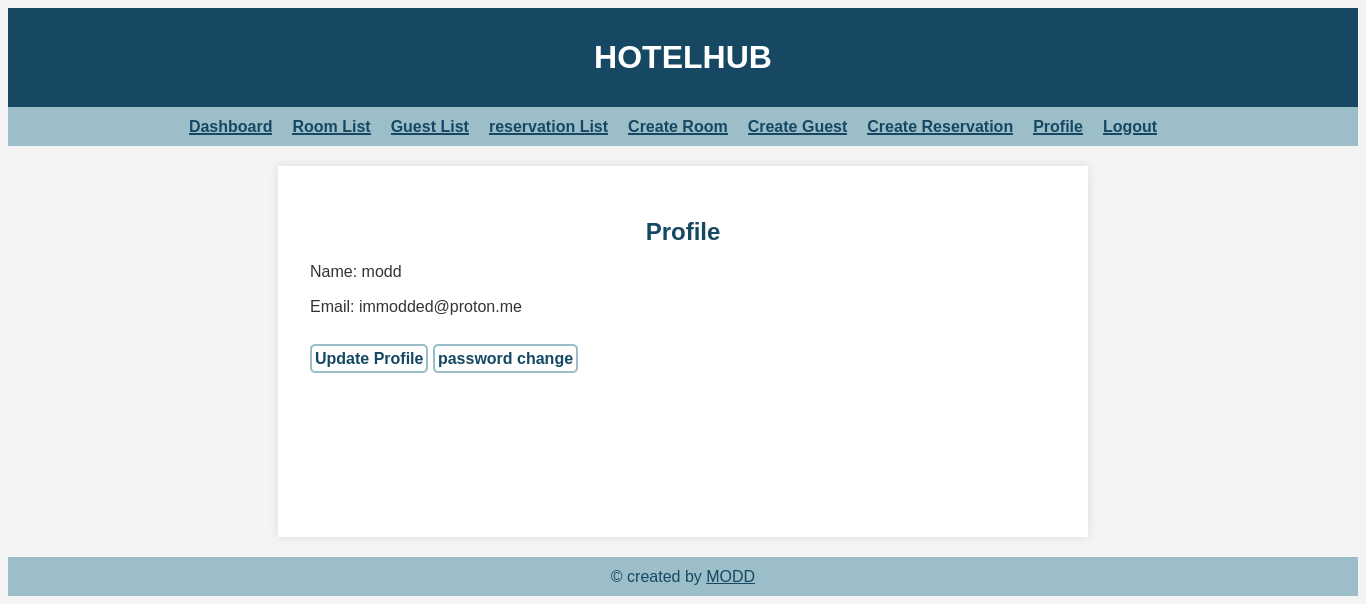 HOTELHUB
Dashboard Room List Guest List reservation List Create Room Create Guest Create Reservation Profile Logout
Profile
Name: modd
Email: immodded@proton.me
Update Profile password change
© created by MODD